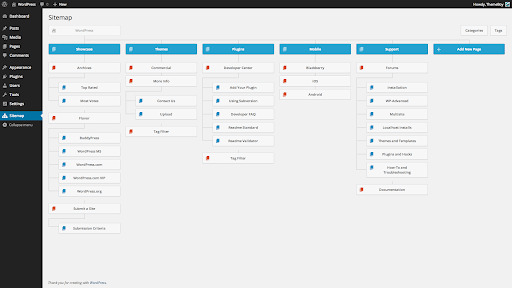 WordPress
0
+ New
Howdy, ThemeBoy
Dashboard
Posts
Media
Pages
Comments
Appearance
Plugins
Users
Tools
Settings
Sitemap
Collapse menu
Sitemap
WordPress
Categories
Tags
Showcase
Themes
Plugins
Mobile
Support
+ Add New Page
Archives
Top Rated
Most Votes
Flavor
BuddyPress
WordPress MS
WordPress.com
WordPress.com VIP
WordPress.org
Submit a Site
Submission Criteria
Commercial
More Info
Contact Us
Upload
Tag Filter
Developer Center
Add Your Plugin
Using Subversion
Developer FAQ
Readme Standard
Readme Validator
Tag Filter
BlackBerry
iOS
Android
Forums
Installation
WP-Advanced
Multisite
Localhost Installs
Themes and Templates
Plugins and Hacks
How-To and
Troubleshooting
Documentation
Thank you for creating with WordPress.